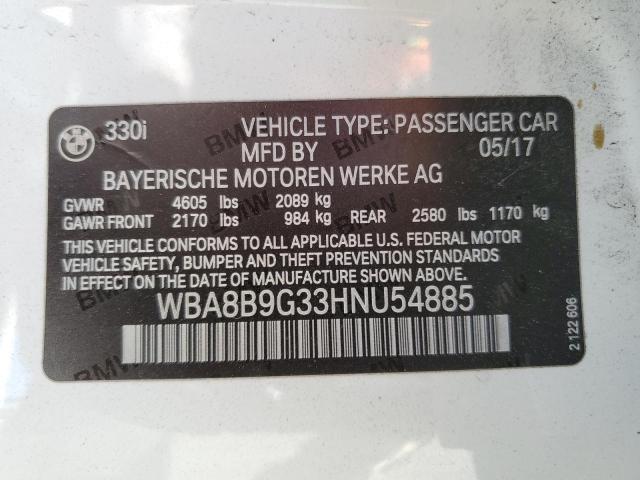 BMW 330i VEHICLE TYPE: PASSENGER CAR
MFD BY 05/17
BAYERISCHE MOTOREN WERKE AG
GVWR 4605 lbs 2089 kg
GAWR FRONT 2170 lbs 984 kg REAR 2580 lbs 1170 kg
THIS VEHICLE CONFORMS TO ALL APPLICABLE U.S. FEDERAL MOTOR
VEHICLE SAFETY, BUMPER AND THEFT PREVENTION STANDARDS
IN EFFECT ON THE DATE OF MANUFACTURE SHOWN ABOVE.
WBA8B9G33HNU54885
2 122 606